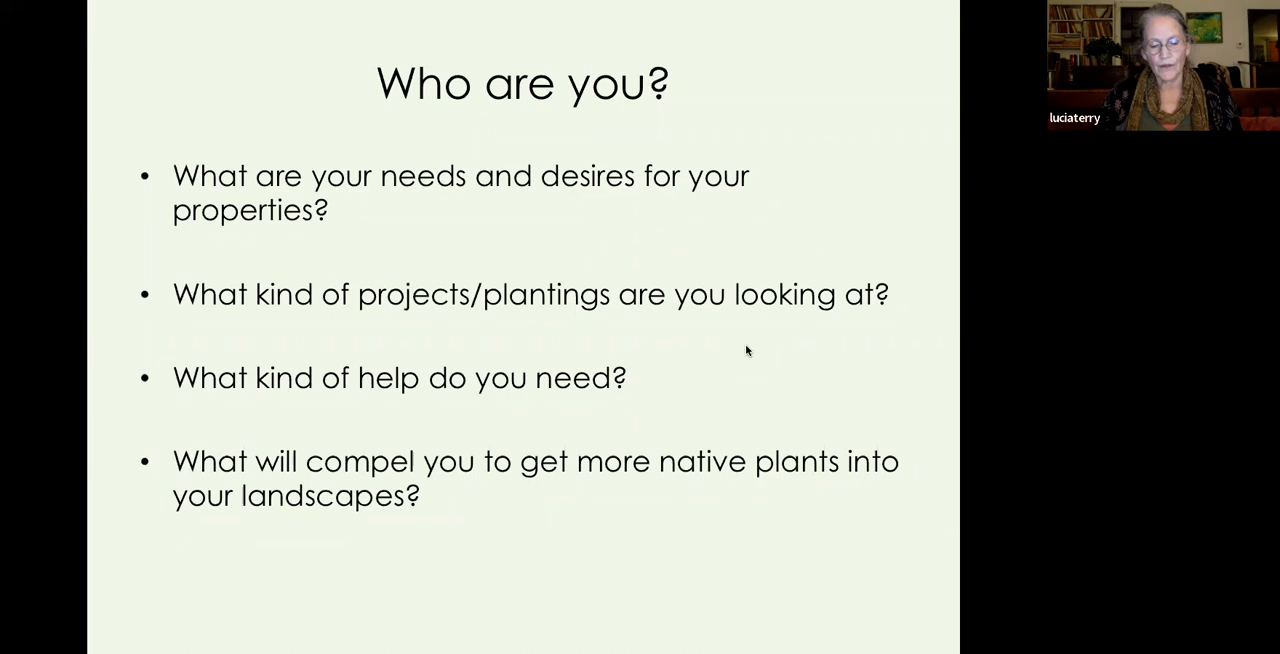 Who are you?
• What are your needs and desires for your
properties?
• What kind of projects/plantings are you looking at?
• What kind of help do you need?
• What will compel you to get more native plants into
your landscapes?
luciaterry